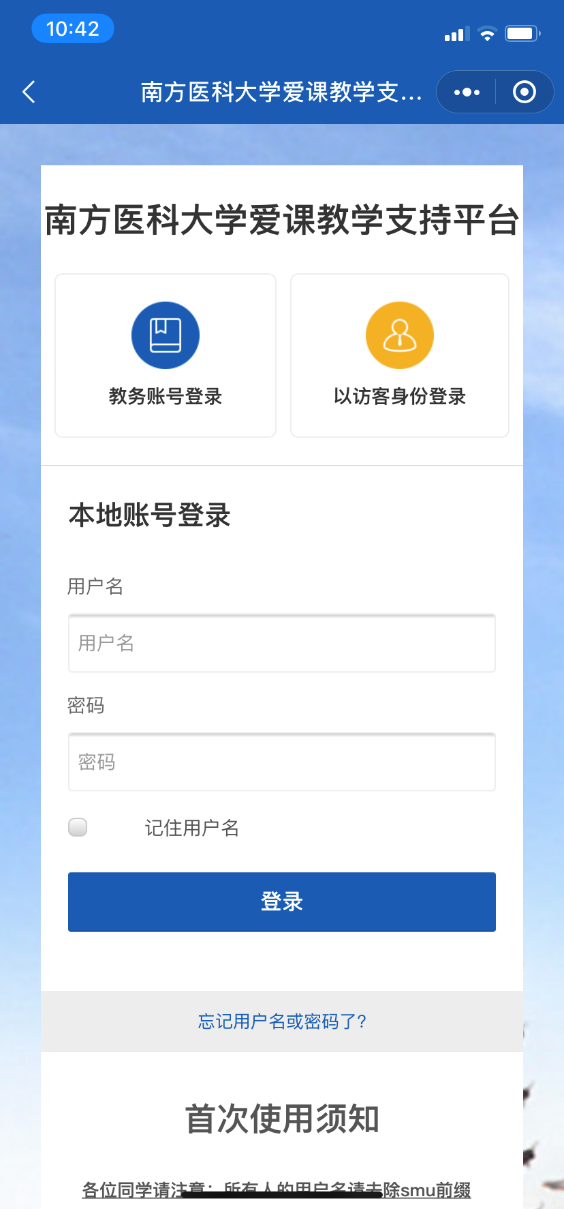 10:42
南方医科大学爱课教学支...
南方医科大学爱课教学支持平台
教务账号登录
以访客身份登录
本地账号登录
用户名
用户名
密码
密码
记住用户名
登录
忘记用户名或密码了?
首次使用须知
各位同学请注意：所有人的用户名请去除smu前缀